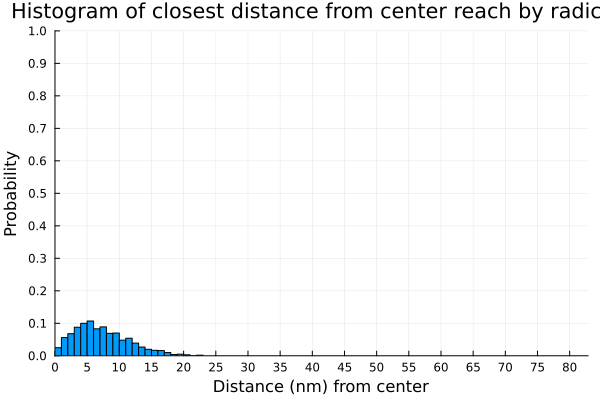 Histogram of closest distance from center reach by radic
1.0
0.9
0.8
0.7
0.6
0.5
0.4
0.3
0.2
0.1
0.0
Probability
0 5 10 15 20 25 30 35 40 45 50 55 60 65 70 75 80
Distance (nm) from center